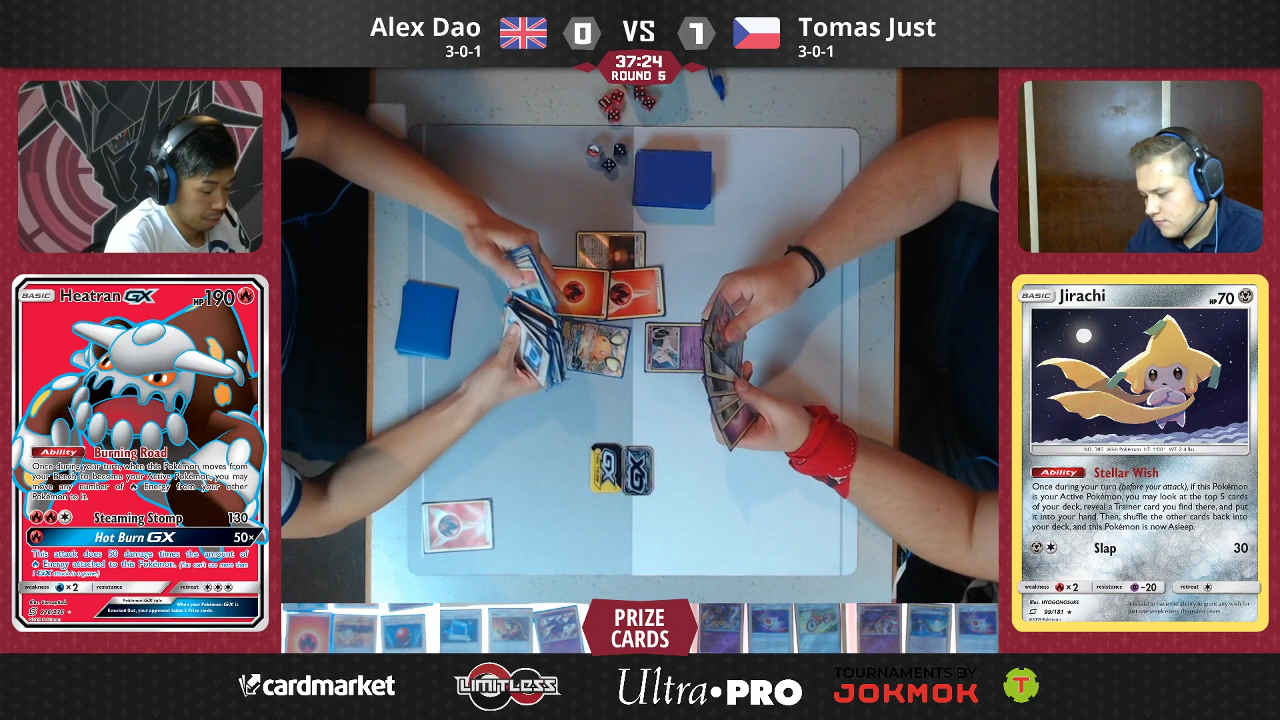 Alex Dao
3-0-1
0 VS 1
Tomas Just
3-0-1
37:24
ROUND 5
BASIC Heatran GX HP190
Ability Burning Road
Once during your turn, when this Pokémon moves from
your Bench to become your Active Pokémon, you may
move any number of Energy from your other
Pokémon to it.
Steaming Stomp 130
Hot Burn GX 50×
This attack does 50 damage times the amount of
Energy attached to this Pokémon. (You can't use more than
1 GX attack in a game.)
weakness ×2 resistance retreat
BASIC Jirachi HP 70
Ability Stellar Wish
Once during your turn (before your attack), if this Pokémon
is your Active Pokémon, you may look at the top 5 cards
of your deck, reveal a Trainer card you find there, and put
it into your hand. Then, shuffle the other cards back into
your deck, and this Pokémon is now Asleep.
Slap 30
weakness ×2 resistance -20 retreat
99/181
GX
GX
PRIZE
CARDS
cardmarket
LIMITLESS
Ultra•PRO
TOURNAMENTS BY
JOKMOK
T